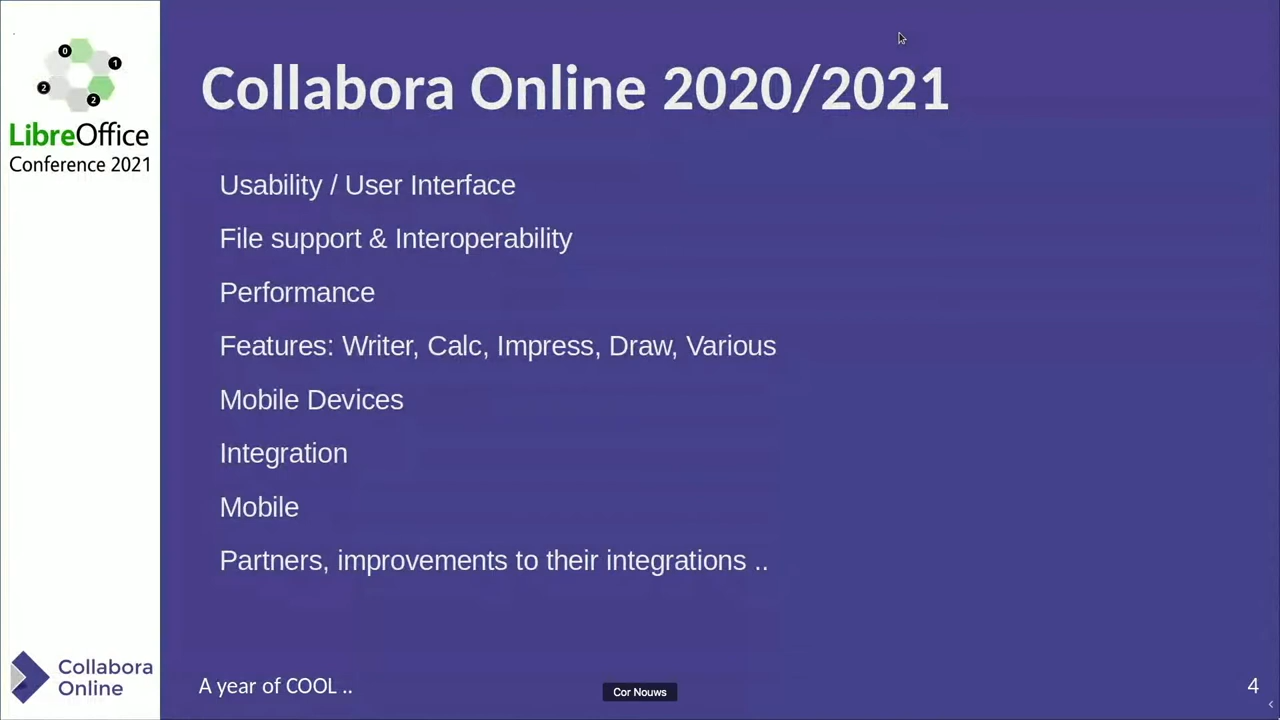 0
1
2
2
LibreOffice
Conference 2021
Collabora Online 2020/2021
Usability / User Interface
File support & Interoperability
Performance
Features: Writer, Calc, Impress, Draw, Various
Mobile Devices
Integration
Mobile
Partners, improvements to their integrations ..
Collabora
Online
A year of COOL ..
Cor Nouws
4